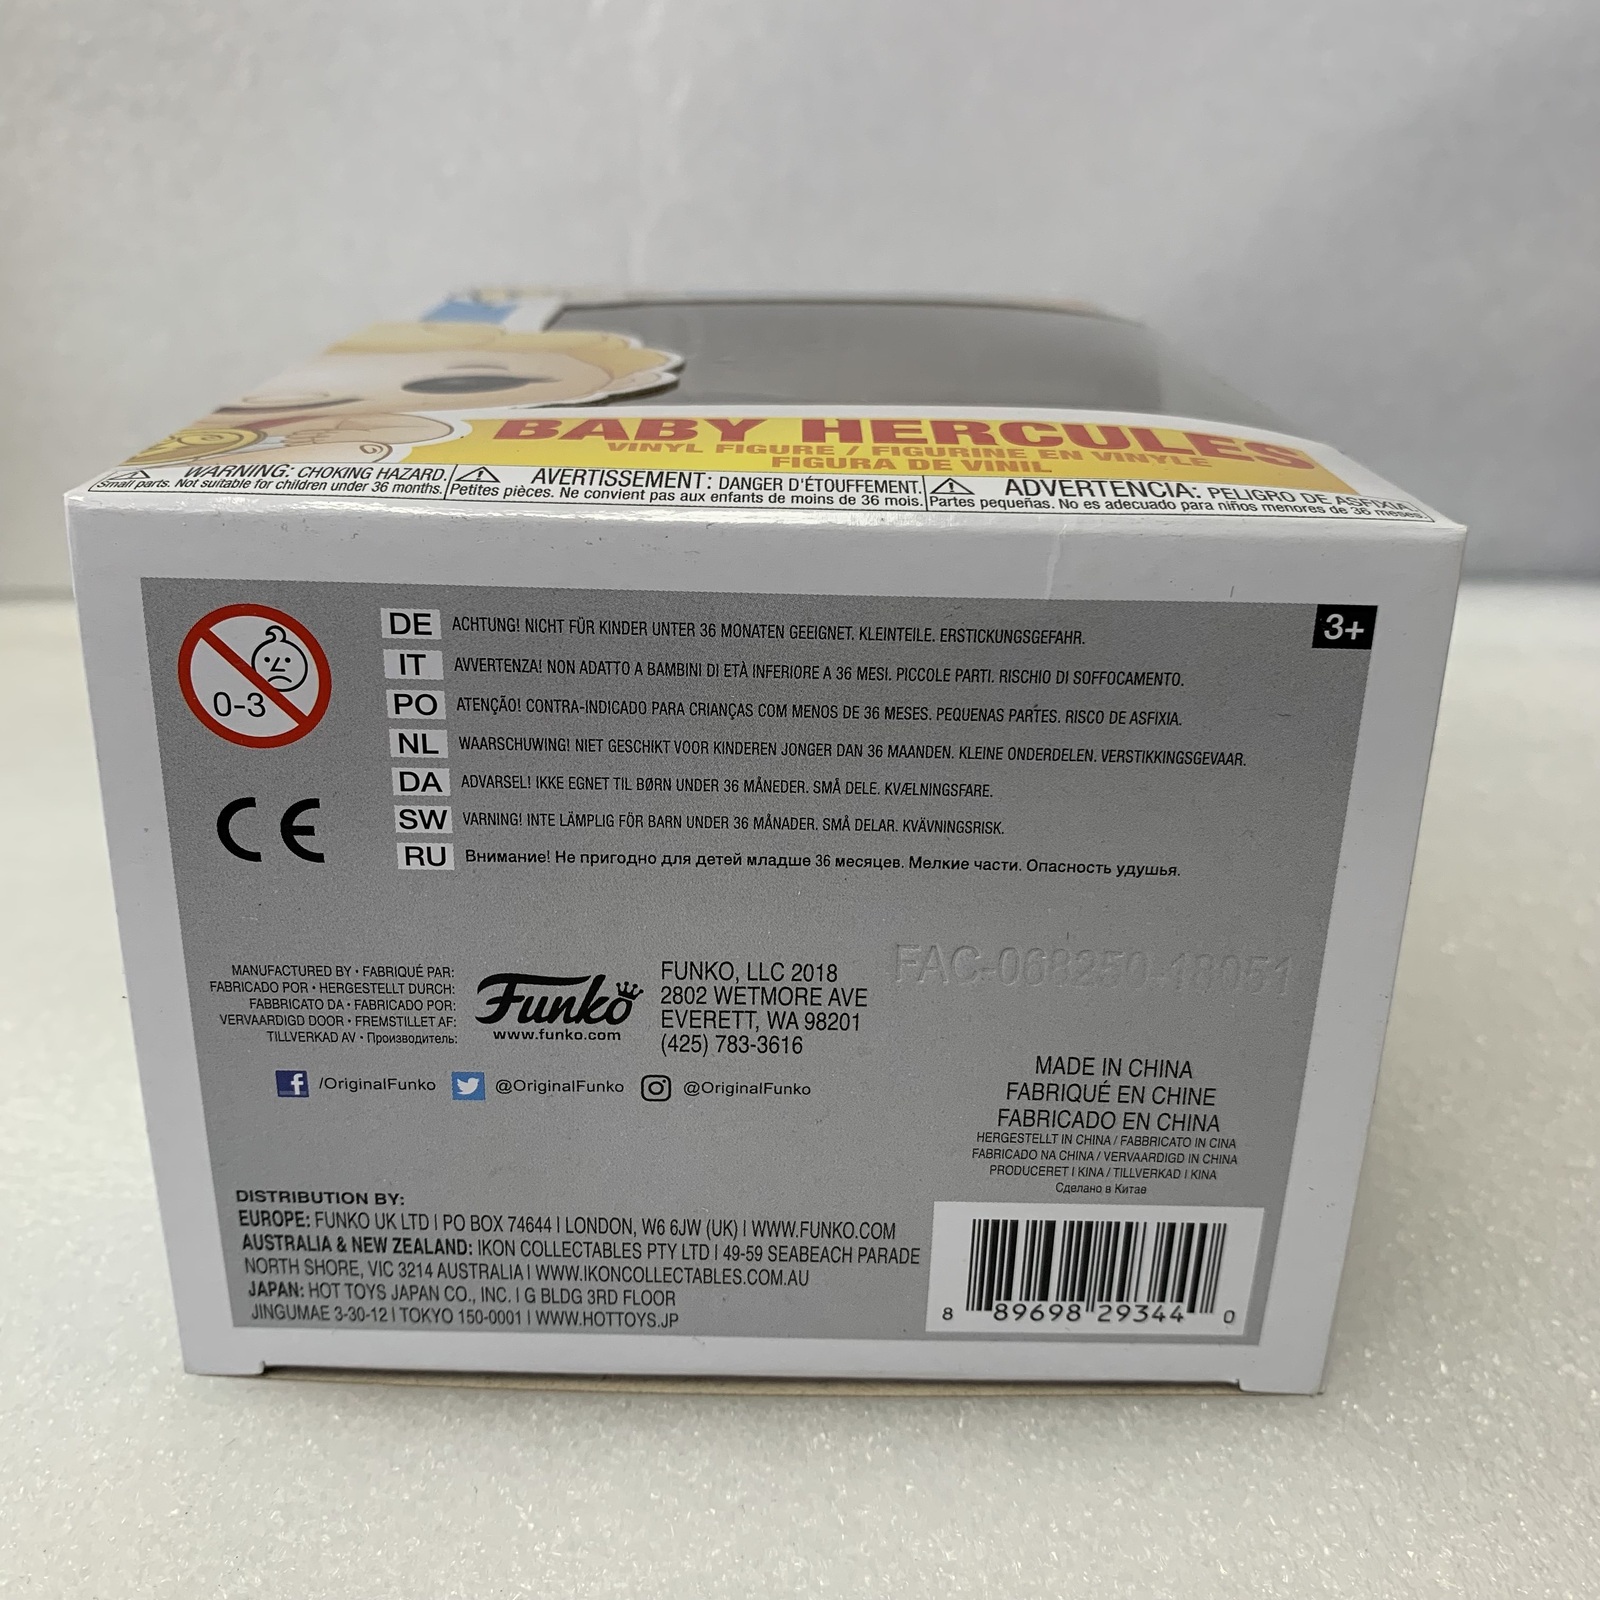 BABY HERCULES
VINYL FIGURE / FIGURINE EN VINYLE
FIGURA DE VINIL
WARNING: CHOKING HAZARD.
Small parts. Not suitable for children under 36 months.
AVERTISSEMENT: DANGER D'ÉTOUFFEMENT.
Petites pièces. Ne convient pas aux enfants de moins de 36 mois.
ADVERTENCIA: PELIGRO DE ASFIXIA.
Partes pequeñas. No es adecuado para niños menores de 36 meses.
3+
0-3
DE ACHTUNG! NICHT FÜR KINDER UNTER 36 MONATEN GEEIGNET. KLEINTEILE. ERSTICKUNGSGEFAHR.
IT AVVERTENZA! NON ADATTO A BAMBINI DI ETÀ INFERIORE A 36 MESI. PICCOLE PARTI. RISCHIO DI SOFFOCAMENTO.
PO ATENÇÃO! CONTRA-INDICADO PARA CRIANÇAS COM MENOS DE 36 MESES. PEQUENAS PARTES. RISCO DE ASFIXIA.
NL WAARSCHUWING! NIET GESCHIKT VOOR KINDEREN JONGER DAN 36 MAANDEN. KLEINE ONDERDELEN. VERSTIKKINGSGEVAAR.
DA ADVARSEL! IKKE EGNET TIL BØRN UNDER 36 MÅNEDER. SMÅ DELE. KVÆLNINGSFARE.
SW VARNING! INTE LÄMPLIG FÖR BARN UNDER 36 MÅNADER. SMÅ DELAR. KVÄVNINGSRISK.
RU Внимание! Не пригодно для детей младше 36 месяцев. Мелкие части. Опасность удушья.
CE
MANUFACTURED BY • FABRIQUÉ PAR:
FABRICADO POR • HERGESTELLT DURCH:
FABBRICATO DA • FABRICADO POR:
VERVAARDIGD DOOR • FREMSTILLET AF:
TILLVERKAD AV • Производитель:
Funko
www.funko.com
FUNKO, LLC 2018
2802 WETMORE AVE
EVERETT, WA 98201
(425) 783-3616
FAC-068250-18051
/OriginalFunko @OriginalFunko @OriginalFunko
MADE IN CHINA
FABRIQUÉ EN CHINE
FABRICADO EN CHINA
HERGESTELLT IN CHINA / FABBRICATO IN CINA
FABRICADO NA CHINA / VERVAARDIGD IN CHINA
PRODUCERET I KINA / TILLVERKAD I KINA
Сделано в Китае
DISTRIBUTION BY:
EUROPE: FUNKO UK LTD | PO BOX 74644 | LONDON, W6 6JW (UK) | WWW.FUNKO.COM
AUSTRALIA & NEW ZEALAND: IKON COLLECTABLES PTY LTD | 49-59 SEABEACH PARADE
NORTH SHORE, VIC 3214 AUSTRALIA | WWW.IKONCOLLECTABLES.COM.AU
JAPAN: HOT TOYS JAPAN CO., INC. | G BLDG 3RD FLOOR
JINGUMAE 3-30-12 | TOKYO 150-0001 | WWW.HOTTOYS.JP
8 89698 29344 0